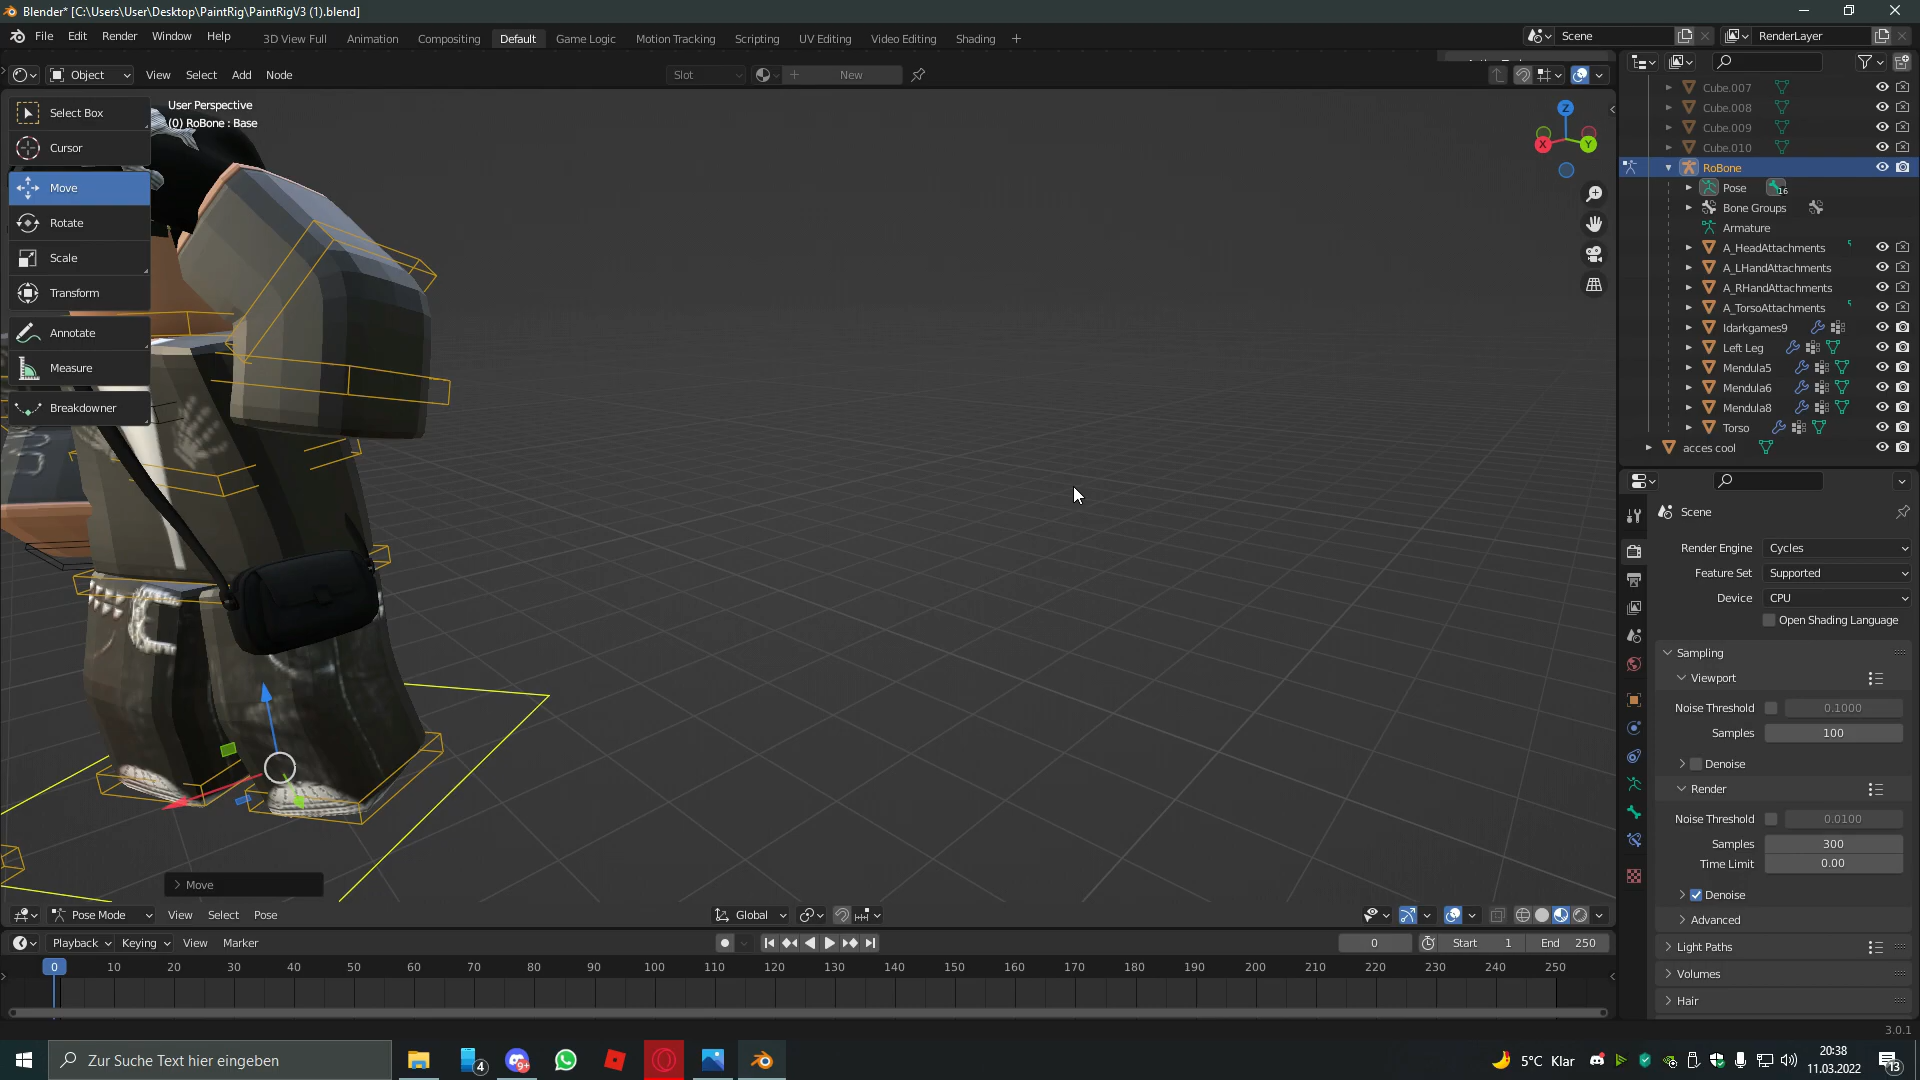 Blender* [C:\Users\User\Desktop\PaintRig\PaintRigV3 (1).blend]
File Edit Render Window Help
3D View Full Animation Compositing Default Game Logic Motion Tracking Scripting UV Editing Video Editing Shading
Scene
RenderLayer
Object View Select Add Node
Slot
New
Select Box
Cursor
Move
Rotate
Scale
Transform
Annotate
Measure
Breakdowner
User Perspective
(0) RoBone : Base
Z
X
Y
Cube.007
Cube.008
Cube.009
Cube.010
RoBone
Pose 16
Bone Groups
Armature
A_HeadAttachments
A_LHandAttachments
A_RHandAttachments
A_TorsoAttachments
Idarkgames9
Left Leg
Mendula5
Mendula6
Mendula8
Torso
acces cool
Scene
Render Engine Cycles
Feature Set Supported
Device CPU
Open Shading Language
Sampling
Viewport
Noise Threshold 0.1000
Samples 100
Denoise
Render
Noise Threshold 0.0100
Samples 300
Time Limit 0.00
Denoise
Advanced
Light Paths
Volumes
Hair
Move
Pose Mode View Select Pose
Global
Playback Keying View Marker
0 Start 1 End 250
0 10 20 30 40 50 60 70 80 90 100 110 120 130 140 150 160 170 180 190 200 210 220 230 240 250
3.0.1
Zur Suche Text hier eingeben
4
9+
5°C Klar
20:38
11.03.2022
13